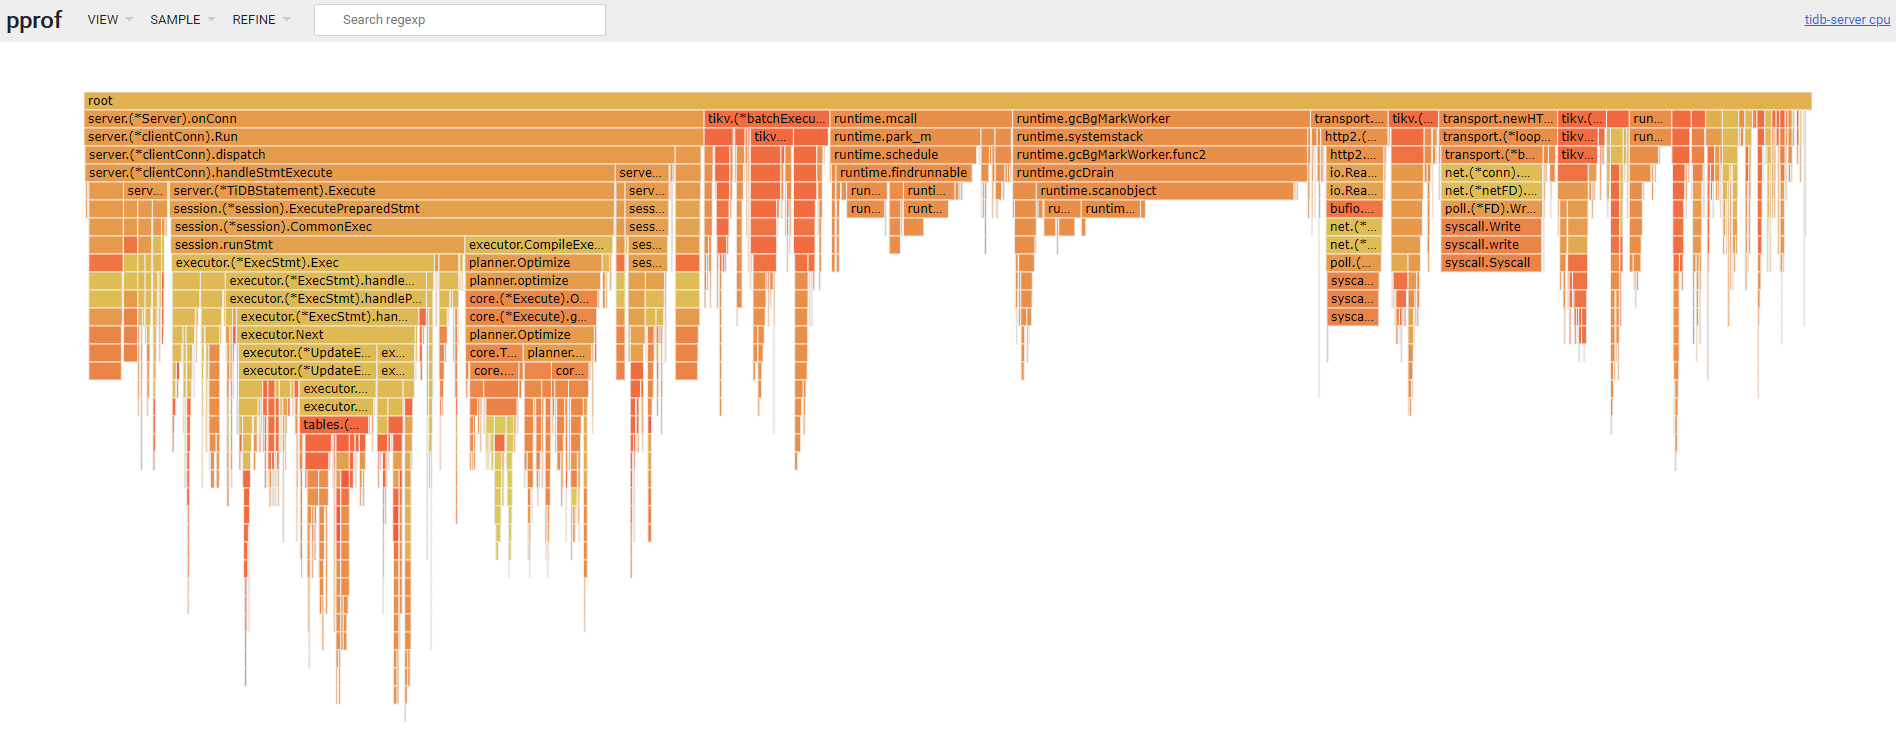 pprof VIEW SAMPLE REFINE Search regexp tidb-server cpu
root
server.(*Server).onConn tikv.(*batchExecu... runtime.mcall runtime.gcBgMarkWorker transport.... tikv.(... transport.newHT... tikv.(... run...
server.(*clientConn).Run tikv... runtime.park_m runtime.systemstack http2.(... transport.(*loop... tikv... run...
server.(*clientConn).dispatch runtime.schedule runtime.gcBgMarkWorker.func2 http2.... transport.(*b... tikv...
server.(*clientConn).handleStmtExecute serve... runtime.findrunnable runtime.gcDrain io.Rea... net.(*conn)....
serv... server.(*TiDBStatement).Execute serv... run... runti... runtime.scanobject io.Rea... net.(*netFD)....
session.(*session).ExecutePreparedStmt sess... run... runt... ru... runtim... bufio.... poll.(*FD).Wr...
session.(*session).CommonExec sess... net.(*... syscall.Write
session.runStmt executor.CompileExe... ses... net.(*... syscall.write
executor.(*ExecStmt).Exec planner.Optimize ses... poll.(... syscall.Syscall
executor.(*ExecStmt).handle... planner.optimize sysca...
executor.(*ExecStmt).handleP... core.(*Execute).O... sysca...
executor.(*ExecStmt).han... core.(*Execute).g... sysca...
executor.Next planner.Optimize
executor.(*UpdateE... ex... core.T... planner....
executor.(*UpdateE... ex... core.... cor...
executor....
executor....
tables.(...